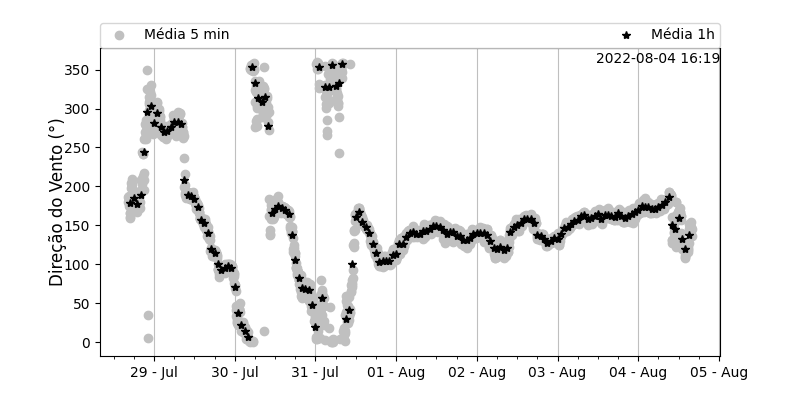 Média 5 min
Média 1h
2022-08-04 16:19
Direção do Vento (°)
350
300
250
200
150
100
50
0
29 - Jul
30 - Jul
31 - Jul
01 - Aug
02 - Aug
03 - Aug
04 - Aug
05 - Aug